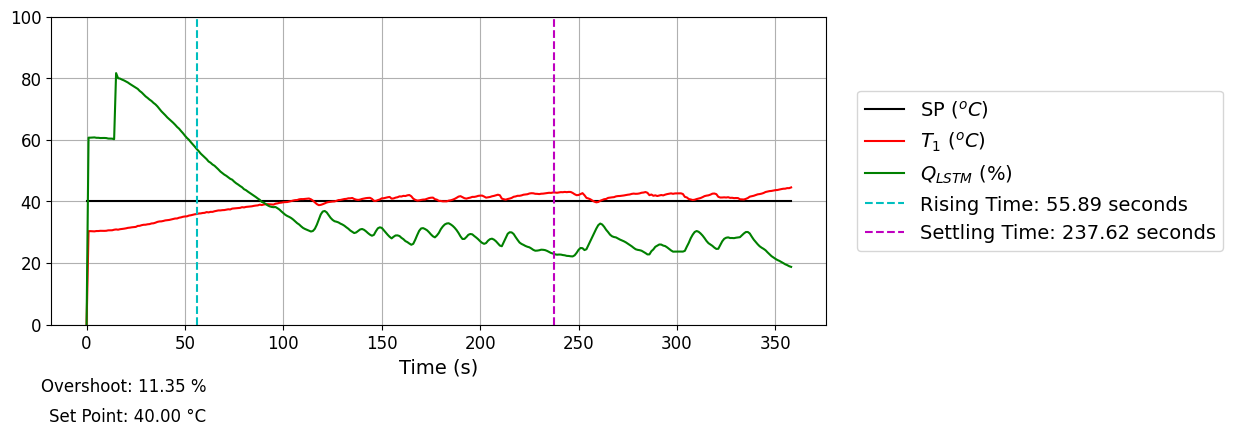 100
80
60
40
20
0
0 50 100 150 200 250 300 350
Time (s)
SP (°C)
T₁ (°C)
Q_LSTM (%)
Rising Time: 55.89 seconds
Settling Time: 237.62 seconds
Overshoot: 11.35 %
Set Point: 40.00 °C